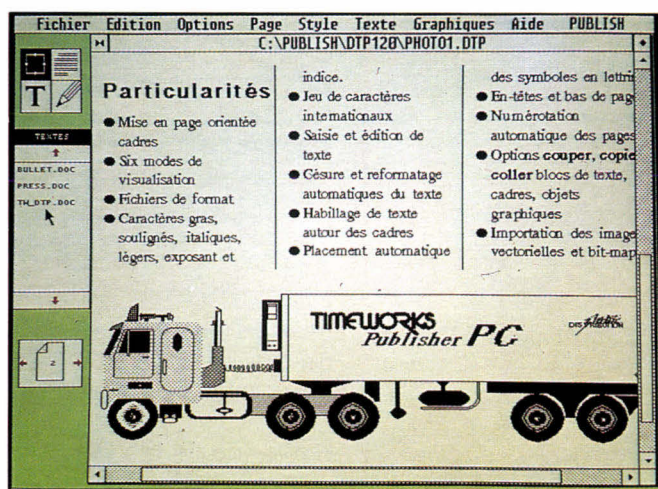 Fichier Edition Options Page Style Texte Graphiques Aide PUBLISH
C:\PUBLISH\DTP120\PHOTO1.DTP
T
TEXTES
BULLET.DOC
PRESS.DOC
TW_DTP.DOC
2
Particularités
● Mise en page orientée
cadres
● Six modes de
visualisation
● Fichiers de format
● Caractères gras,
soulignés, italiques,
légers, exposant et
indice.
● Jeu de caractères
internationaux
● Saisie et édition de
texte
● Césure et reformatage
automatiques du texte
● Habillage de texte
autour des cadres
● Placement automatique
des symboles en lettri
● En-têtes et bas de pag
● Numérotation
automatique des pages
● Options couper, copie
coller blocs de texte,
cadres, objets
graphiques
● Importation des image
vectorielles et bit-map
TIMEWORKS
Publisher PC